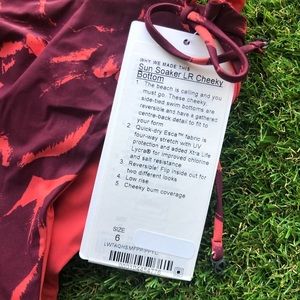 WHY WE MADE THIS
Sun Soaker LR Cheeky
Bottom
1 The beach is calling and you
must go. These cheeky,
side-tied swim bottoms are
reversible and have a gathered
centre-back detail to fit to
your form
2 Quick-dry Esca™ fabric is
four-way stretch with UV
protection and added Xtra Life
Lycra® for improved chlorine
and salt resistance
3 Reversible! Flip inside out for
two different looks
4 Low rise
5 Cheeky bum coverage
SIZE
6